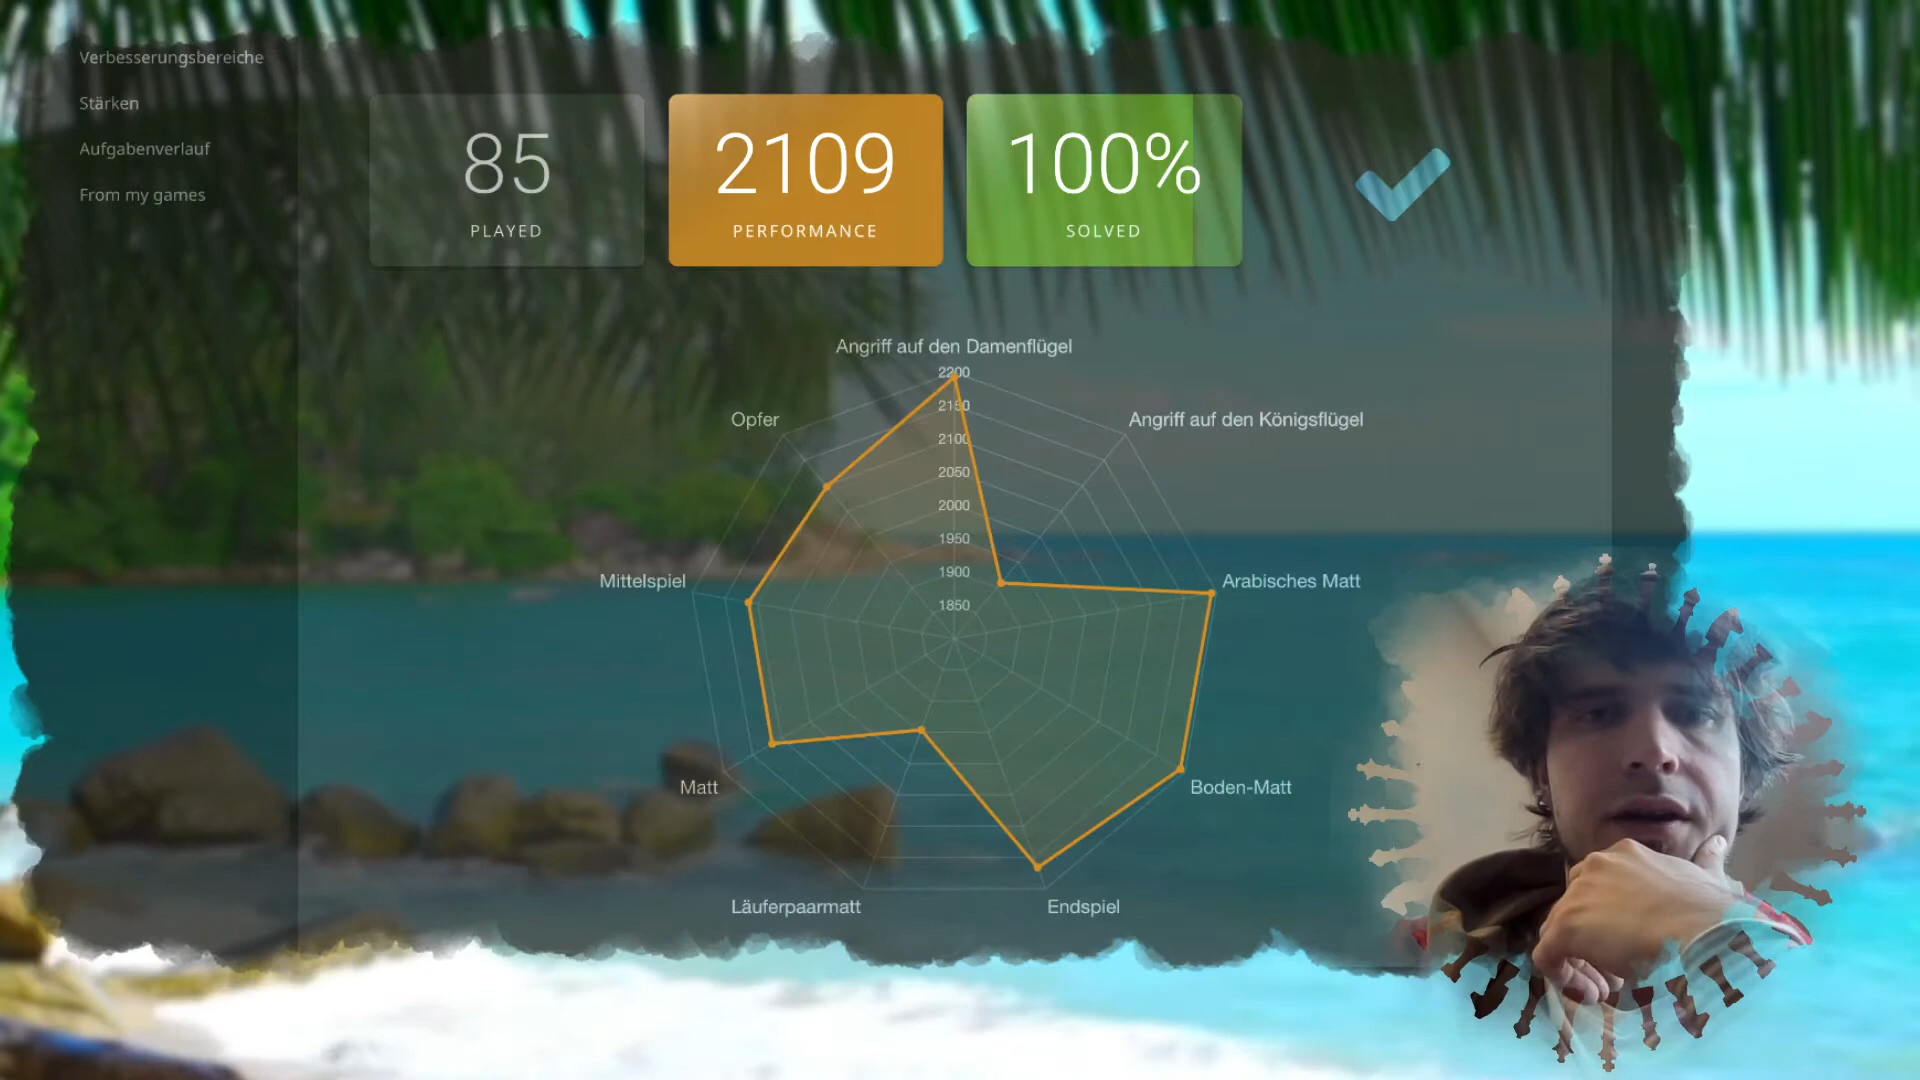 Verbesserungsbereiche
Stärken
Aufgabenverlauf
From my games
85
PLAYED
2109
PERFORMANCE
100%
SOLVED
Angriff auf den Damenflügel
2200
2150
2100
2050
2000
1950
1900
1850
Opfer
Angriff auf den Königsflügel
Mittelspiel
Arabisches Matt
Matt
Boden-Matt
Läuferpaarmatt
Endspiel